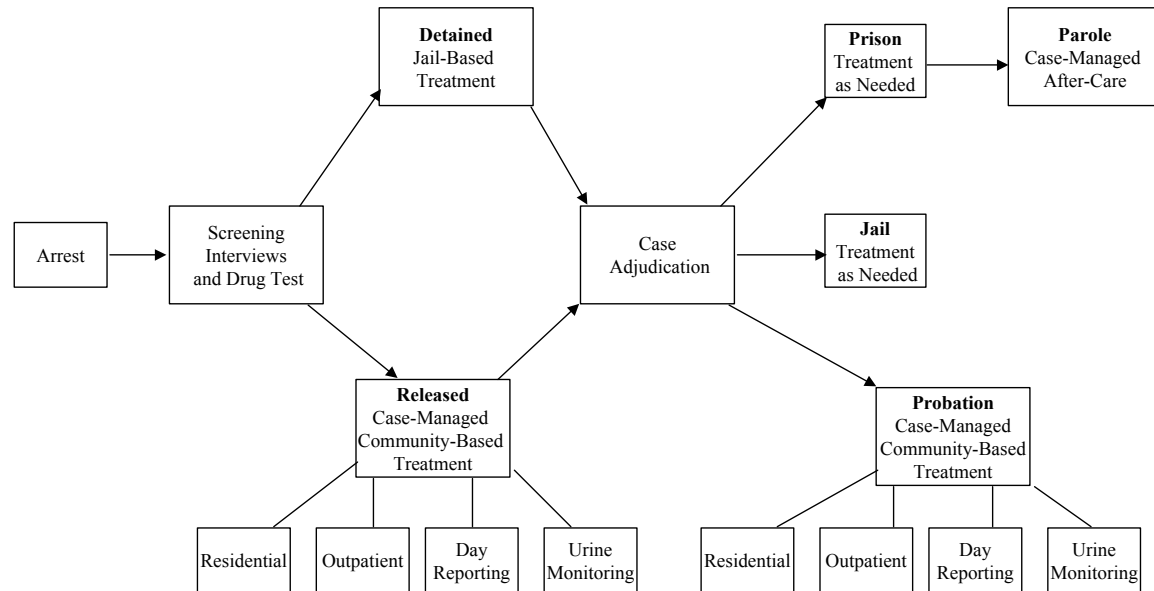 Detained
Jail-Based
Treatment
Prison
Treatment
as Needed
Parole
Case-Managed
After-Care
Arrest
Screening
Interviews
and Drug Test
Case
Adjudication
Jail
Treatment
as Needed
Released
Case-Managed
Community-Based
Treatment
Probation
Case-Managed
Community-Based
Treatment
Residential
Outpatient
Day
Reporting
Urine
Monitoring
Residential
Outpatient
Day
Reporting
Urine
Monitoring